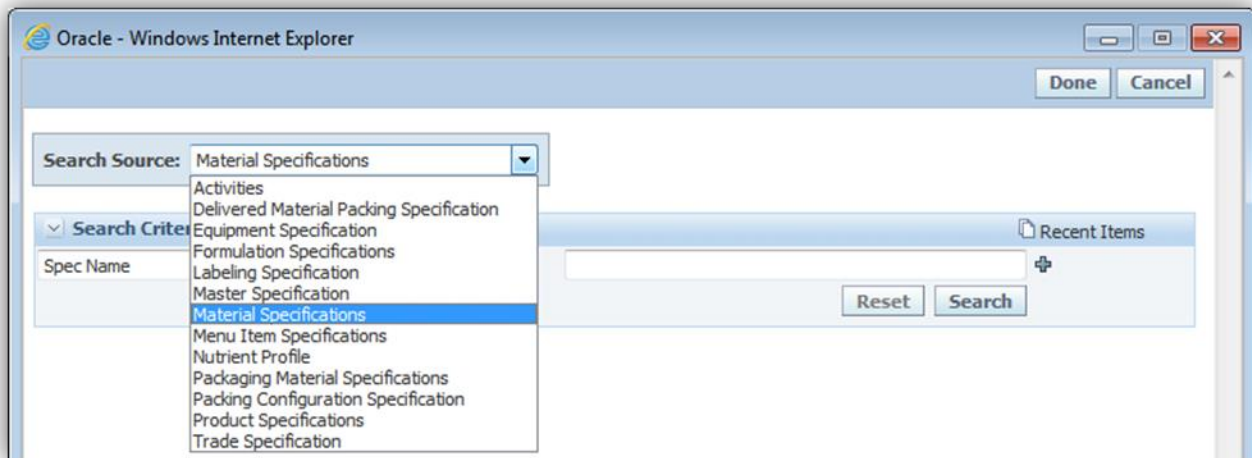 Oracle - Windows Internet Explorer
Done Cancel
Search Source: Material Specifications
Activities
Delivered Material Packing Specification
Equipment Specification
Search Criter
Recent Items
Formulation Specifications
Spec Name
Labeling Specification
Master Specification
Material Specifications
Reset Search
Menu Item Specifications
Nutrient Profile
Packaging Material Specifications
Packing Configuration Specification
Product Specifications
Trade Specification